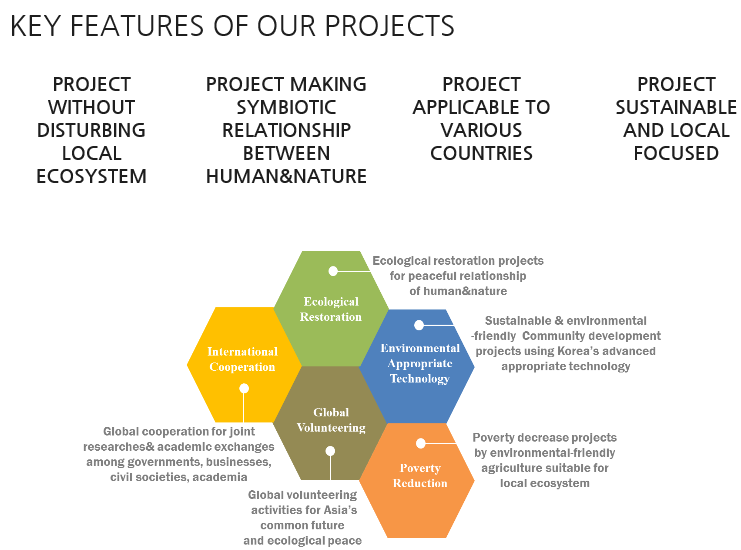 KEY FEATURES OF OUR PROJECTS
PROJECT
WITHOUT
DISTURBING
LOCAL
ECOSYSTEM
PROJECT MAKING
SYMBIOTIC
RELATIONSHIP
BETWEEN
HUMAN&NATURE
PROJECT
APPLICABLE TO
VARIOUS
COUNTRIES
PROJECT
SUSTAINABLE
AND LOCAL
FOCUSED
Ecological
Restoration
Ecological restoration projects
for peaceful relationship
of human&nature
International
Cooperation
Environmental
Appropriate
Technology
Sustainable & environmental
-friendly Community development
projects using Korea's advanced
appropriate technology
Global
Volunteering
Global cooperation for joint
researches& academic exchanges
among governments, businesses,
civil societies, academia
Poverty
Reduction
Poverty decrease projects
by environmental-friendly
agriculture suitable for
local ecosystem
Global volunteering
activities for Asia's
common future
and ecological peace